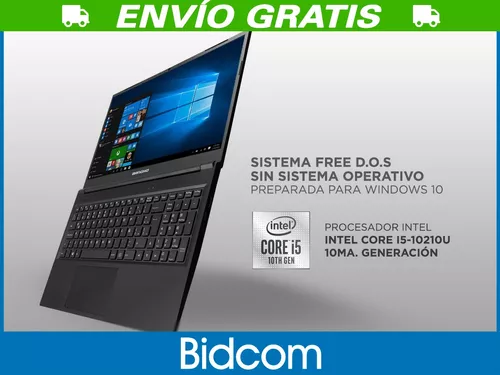 ENVÍO GRATIS
SISTEMA FREE D.O.S
SIN SISTEMA OPERATIVO
PREPARADA PARA WINDOWS 10
intel
CORE i5
10TH GEN
PROCESADOR INTEL
INTEL CORE I5-10210U
10MA. GENERACIÓN
Bidcom